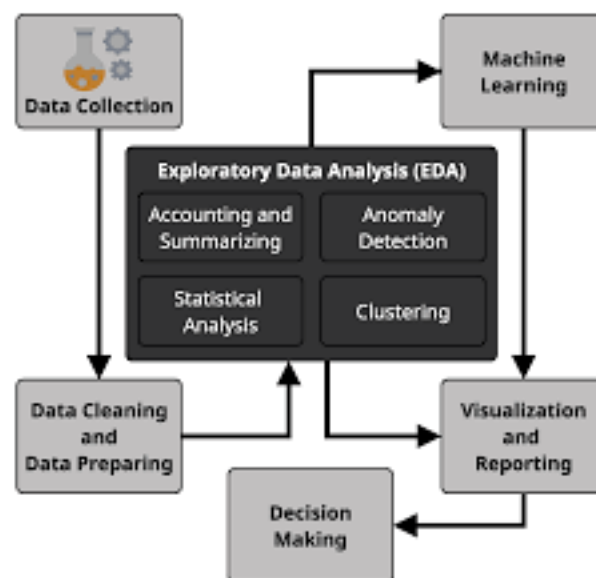 Data Collection
Machine
Learning
Exploratory Data Analysis (EDA)
Accounting and
Summarizing
Anomaly
Detection
Statistical
Analysis
Clustering
Data Cleaning
and
Data Preparing
Visualization
and
Reporting
Decision
Making